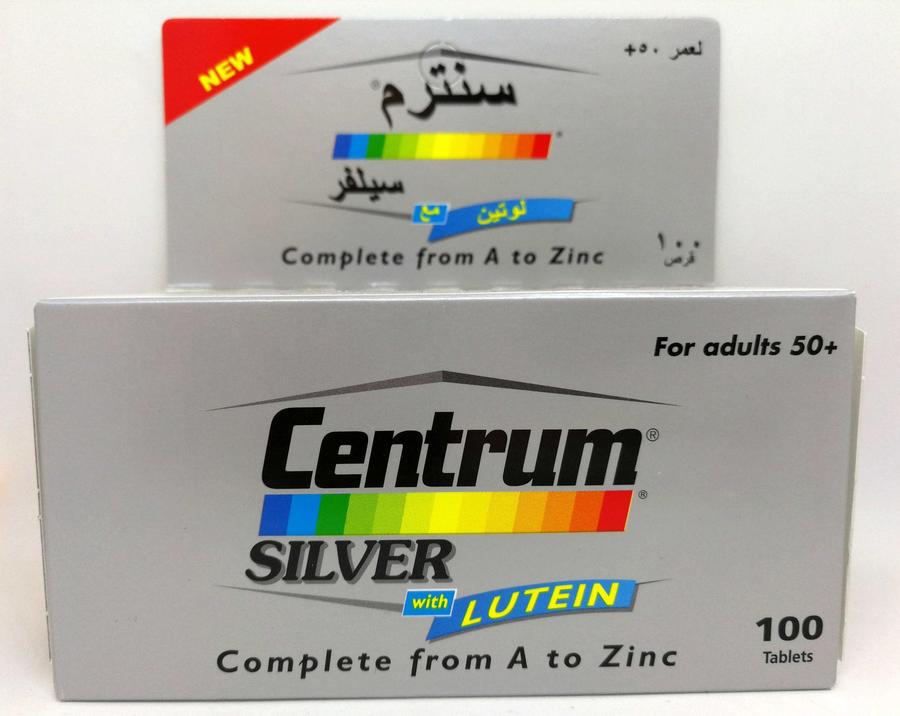 NEW
لعمر ٥٠+
سنترم®
سيلفر
مع لوتين
Complete from A to Zinc
١٠٠
قرص
For adults 50+
Centrum®
®
SILVER
with LUTEIN
Complete from A to Zinc
100
Tablets